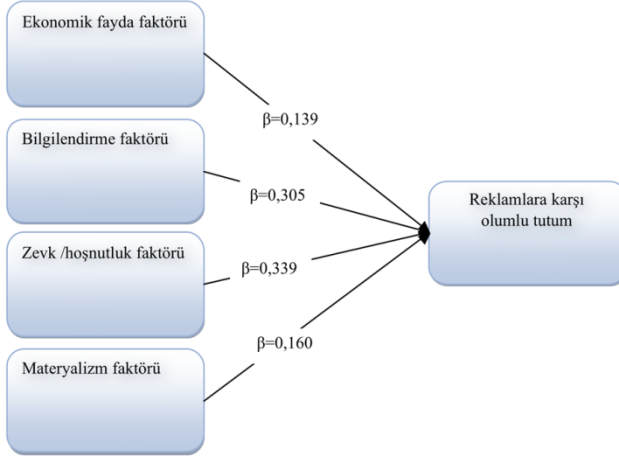 Ekonomik fayda faktörü
β=0,139
Bilgilendirme faktörü
β=0,305
Reklamlara karşı
olumlu tutum
Zevk /hoşnutluk faktörü
β=0,339
β=0,160
Materyalizm faktörü